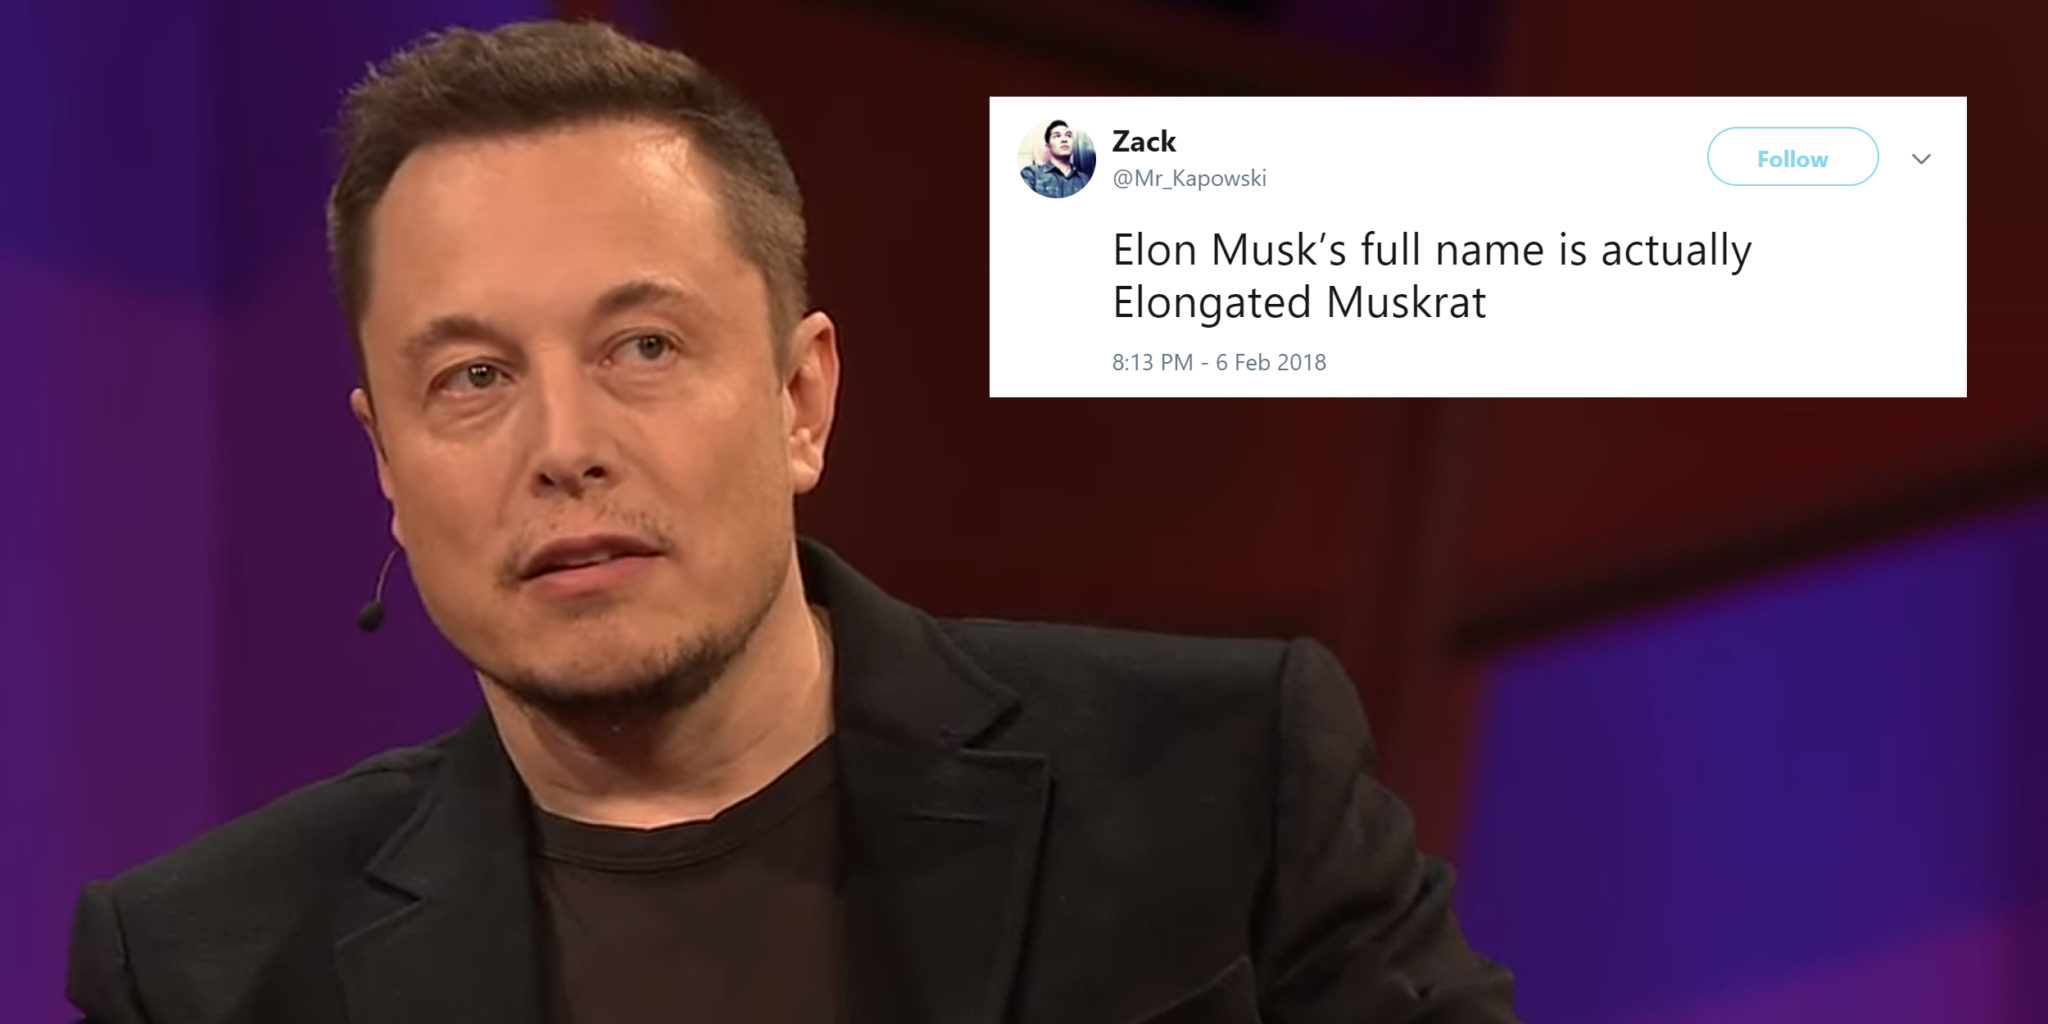 Zack
@Mr_Kapowski
Follow
Elon Musk’s full name is actually
Elongated Muskrat
8:13 PM - 6 Feb 2018